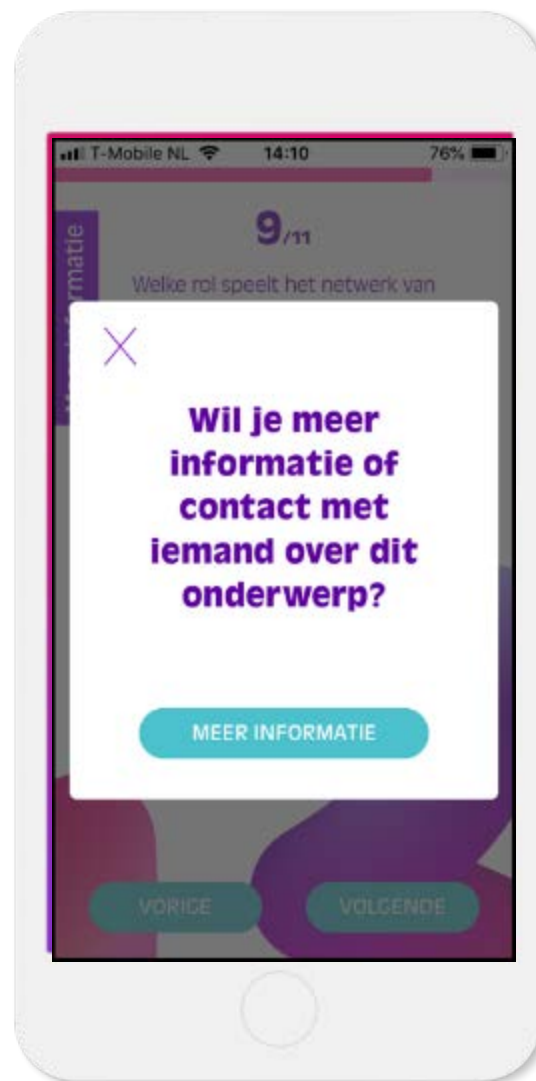 T-Mobile NL 14:10 76%
9/11
Welke rol speelt het netwerk van
Wil je meer
informatie of
contact met
iemand over dit
onderwerp?
MEER INFORMATIE
VORIGE VOLGENDE